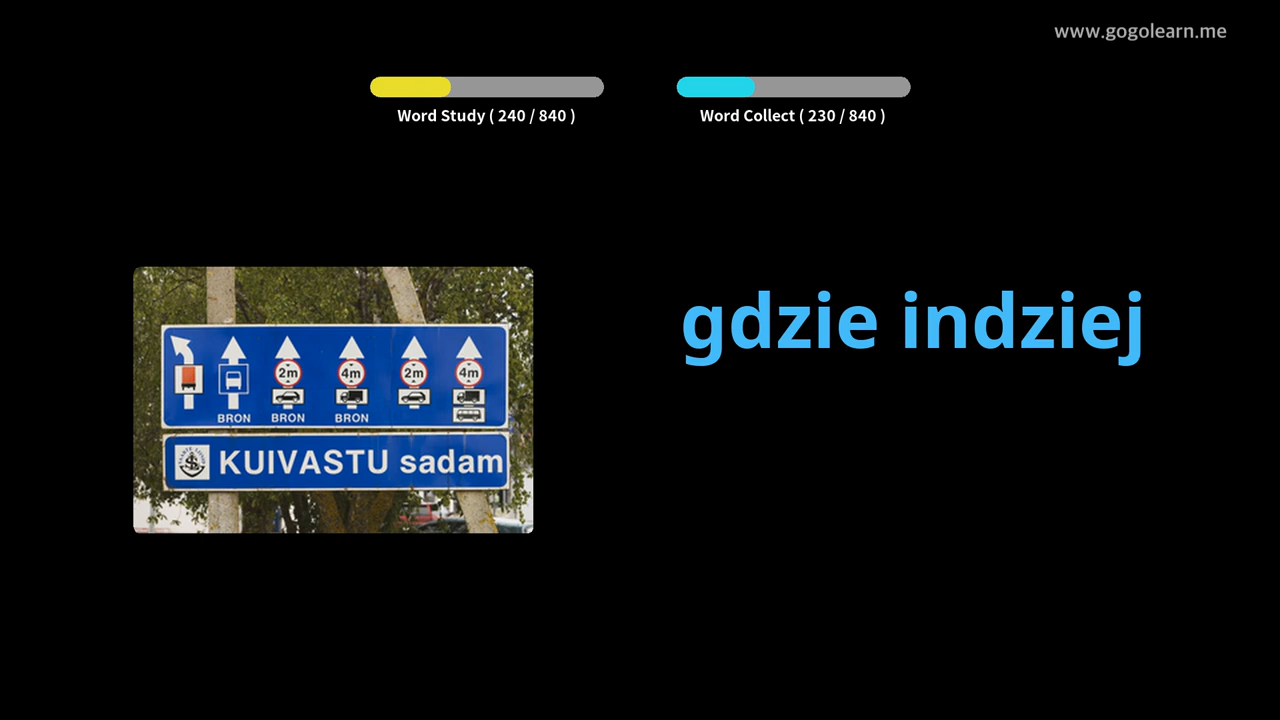 www.gogolearn.me
Word Study ( 240 / 840 )
Word Collect ( 230 / 840 )
gdzie indziej
2m
4m
2m
4m
BRON
BRON
BRON
KUIVASTU sadam